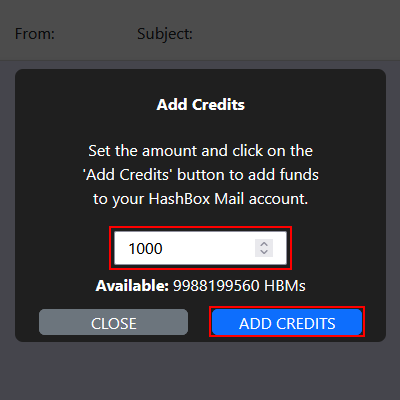 From: Subject:
Add Credits
Set the amount and click on the
'Add Credits' button to add funds
to your HashBox Mail account.
1000
Available: 9988199560 HBMs
CLOSE ADD CREDITS